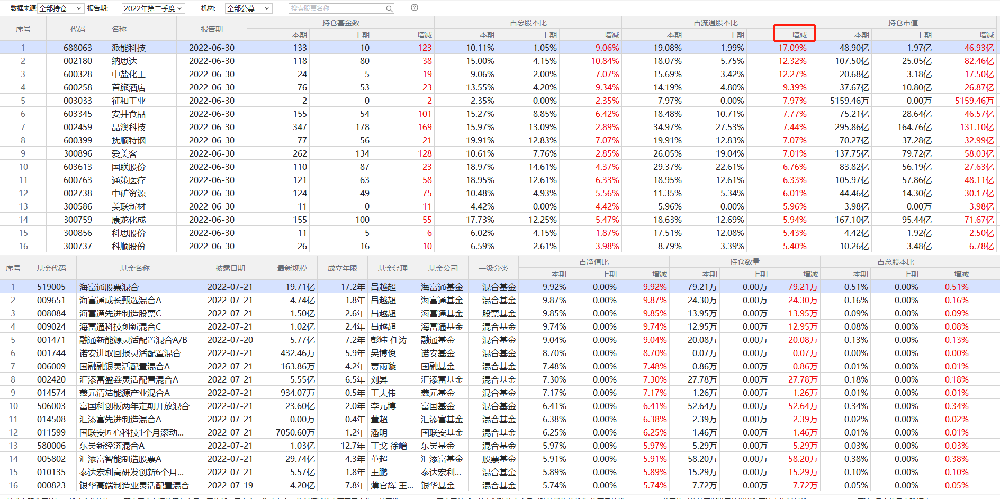 数据来源: 全部持仓 报告期: 2022年第二季度 机构: 全部公募 搜索股票名称 ?
序号 代码 名称 报告期 持仓基金数 占总股本比 占流通股本比 持仓市值
本期 上期 增减 本期 上期 增减 本期 上期 增减 本期 上期 增减
1 688063 派能科技 2022-06-30 133 10 123 10.11% 1.05% 9.06% 19.08% 1.99% 17.09% 48.90亿 1.97亿 46.93亿
2 002180 纳思达 2022-06-30 118 80 38 15.00% 4.15% 10.84% 18.07% 5.75% 12.32% 107.50亿 25.05亿 82.46亿
3 600328 中盐化工 2022-06-30 24 5 19 9.06% 2.00% 7.07% 15.69% 3.42% 12.27% 20.68亿 3.18亿 17.50亿
4 600258 首旅酒店 2022-06-30 76 53 23 13.55% 4.20% 9.34% 14.19% 4.80% 9.39% 37.67亿 10.80亿 26.87亿
5 003033 征和工业 2022-06-30 2 0 2 2.35% 0.00% 2.35% 7.97% 0.00% 7.97% 5159.46万 0.00万 5159.46万
6 603345 安井食品 2022-06-30 155 54 101 15.27% 8.85% 6.42% 18.48% 10.71% 7.77% 75.21亿 28.64亿 46.57亿
7 002459 晶澳科技 2022-06-30 347 178 169 15.97% 13.09% 2.89% 34.97% 27.53% 7.44% 295.86亿 164.76亿 131.10亿
8 600399 抚顺特钢 2022-06-30 77 56 21 19.91% 12.83% 7.07% 19.91% 12.83% 7.07% 70.27亿 37.28亿 32.99亿
9 300896 爱美客 2022-06-30 262 134 128 10.61% 7.76% 2.85% 26.05% 19.04% 7.01% 137.75亿 79.72亿 58.03亿
10 603613 国联股份 2022-06-30 110 87 23 18.97% 14.61% 4.37% 29.37% 22.61% 6.76% 83.82亿 56.19亿 27.63亿
11 600763 通策医疗 2022-06-30 121 63 58 18.95% 12.61% 6.33% 18.95% 12.61% 6.33% 105.97亿 57.86亿 48.11亿
12 002738 中矿资源 2022-06-30 124 49 75 10.48% 4.93% 5.56% 11.35% 5.34% 6.01% 44.46亿 14.30亿 30.17亿
13 300586 美联新材 2022-06-30 11 0 11 4.42% 0.00% 4.42% 5.96% 0.00% 5.96% 3.98亿 0.00万 3.98亿
14 300759 康龙化成 2022-06-30 155 100 55 17.73% 12.25% 5.47% 18.63% 12.69% 5.94% 167.10亿 95.44亿 71.67亿
15 300856 科思股份 2022-06-30 11 5 6 6.02% 4.15% 1.87% 17.51% 12.08% 5.43% 4.42亿 1.92亿 2.50亿
16 300737 科顺股份 2022-06-30 26 16 10 6.59% 2.61% 3.98% 8.79% 3.39% 5.40% 10.26亿 3.48亿 6.78亿
序号 基金代码 基金名称 披露日期 最新规模 成立年限 基金经理 基金公司 一级分类 占净值比 持仓数量 占总股本比
本期 上期 增减 本期 上期 增减 本期 上期 增减
1 519005 海富通股票混合 2022-07-21 19.71亿 17.2年 吕越超 海富通基金 混合基金 9.92% 0.00% 9.92% 79.21万 0.00万 79.21万 0.51% 0.00% 0.51%
2 009651 海富通成长甄选混合A 2022-07-21 4.74亿 1.8年 吕越超 海富通基金 混合基金 9.87% 0.00% 9.87% 24.30万 0.00万 24.30万 0.16% 0.00% 0.16%
3 008084 海富通先进制造股票C 2022-07-21 1.50亿 2.6年 吕越超 海富通基金 股票基金 9.85% 0.00% 9.85% 13.95万 0.00万 13.95万 0.09% 0.00% 0.09%
4 009024 海富通科技创新混合C 2022-07-21 1.02亿 2.4年 吕越超 海富通基金 混合基金 9.74% 0.00% 9.74% 12.95万 0.00万 12.95万 0.08% 0.00% 0.08%
5 001471 融通新能源灵活配置混合A/B 2022-07-20 5.77亿 7.2年 彭炜 任涛 融通基金 混合基金 9.04% 0.00% 9.04% 20.08万 0.00万 20.08万 0.13% 0.00% 0.13%
6 001744 诺安进取回报灵活配置混合 2022-07-21 432.46万 5.9年 吴博俊 诺安基金 混合基金 8.70% 0.00% 8.70% 0.07万 0.00万 0.07万 0.00% 0.00% 0.00%
7 006009 国融融银灵活配置混合A 2022-07-21 163.86万 4.2年 贾雨璇 国融基金 混合基金 7.48% 0.00% 7.48% 0.86万 0.00万 0.86万 0.01% 0.00% 0.01%
8 002420 汇添富盈鑫灵活配置混合A 2022-07-21 5.55亿 6.5年 刘昇 汇添富基金 混合基金 7.30% 0.00% 7.30% 27.78万 0.00万 27.78万 0.18% 0.00% 0.18%
9 014574 鑫元清洁能源产业混合A 2022-07-21 934.07万 0.5年 王夫伟 鑫元基金 混合基金 7.17% 0.00% 7.17% 1.26万 0.00万 1.26万 0.01% 0.00% 0.01%
10 506003 富国科创板两年定期开放混合 2022-07-21 23.60亿 2.0年 李元博 富国基金 混合基金 6.41% 0.00% 6.41% 52.64万 0.00万 52.64万 0.34% 0.00% 0.34%
11 014508 汇添富先进制造混合A 2022-07-21 0.00万 0.4年 董超 汇添富基金 混合基金 6.38% 0.00% 6.38% 2.39万 0.00万 2.39万 0.02% 0.00% 0.02%
12 011599 国联安匠心科技1个月滚动... 2022-07-21 7050.60万 1.2年 潘明 国联安基金 混合基金 6.25% 0.00% 6.25% 1.46万 0.00万 1.46万 0.01% 0.00% 0.01%
13 580006 东吴新经济混合A 2022-07-21 1.03亿 12.7年 丁戈 徐嶒 东吴基金 混合基金 5.97% 0.00% 5.97% 5.29万 0.00万 5.29万 0.03% 0.00% 0.03%
14 005802 汇添富智能制造股票A 2022-07-21 29.74亿 4.3年 董超 汇添富基金 股票基金 5.91% 0.00% 5.91% 58.20万 0.00万 58.20万 0.38% 0.00% 0.38%
15 010135 泰达宏利高研发创新6个月... 2022-07-21 5.57亿 1.8年 王鹏 泰达宏利... 混合基金 5.89% 0.00% 5.89% 15.29万 0.00万 15.29万 0.10% 0.00% 0.10%
16 000823 银华高端制造业灵活配置混合 2022-07-19 4.20亿 7.8年 薄官辉 王... 银华基金 混合基金 5.74% 0.00% 5.74% 7.72万 0.00万 7.72万 0.05% 0.00% 0.05%